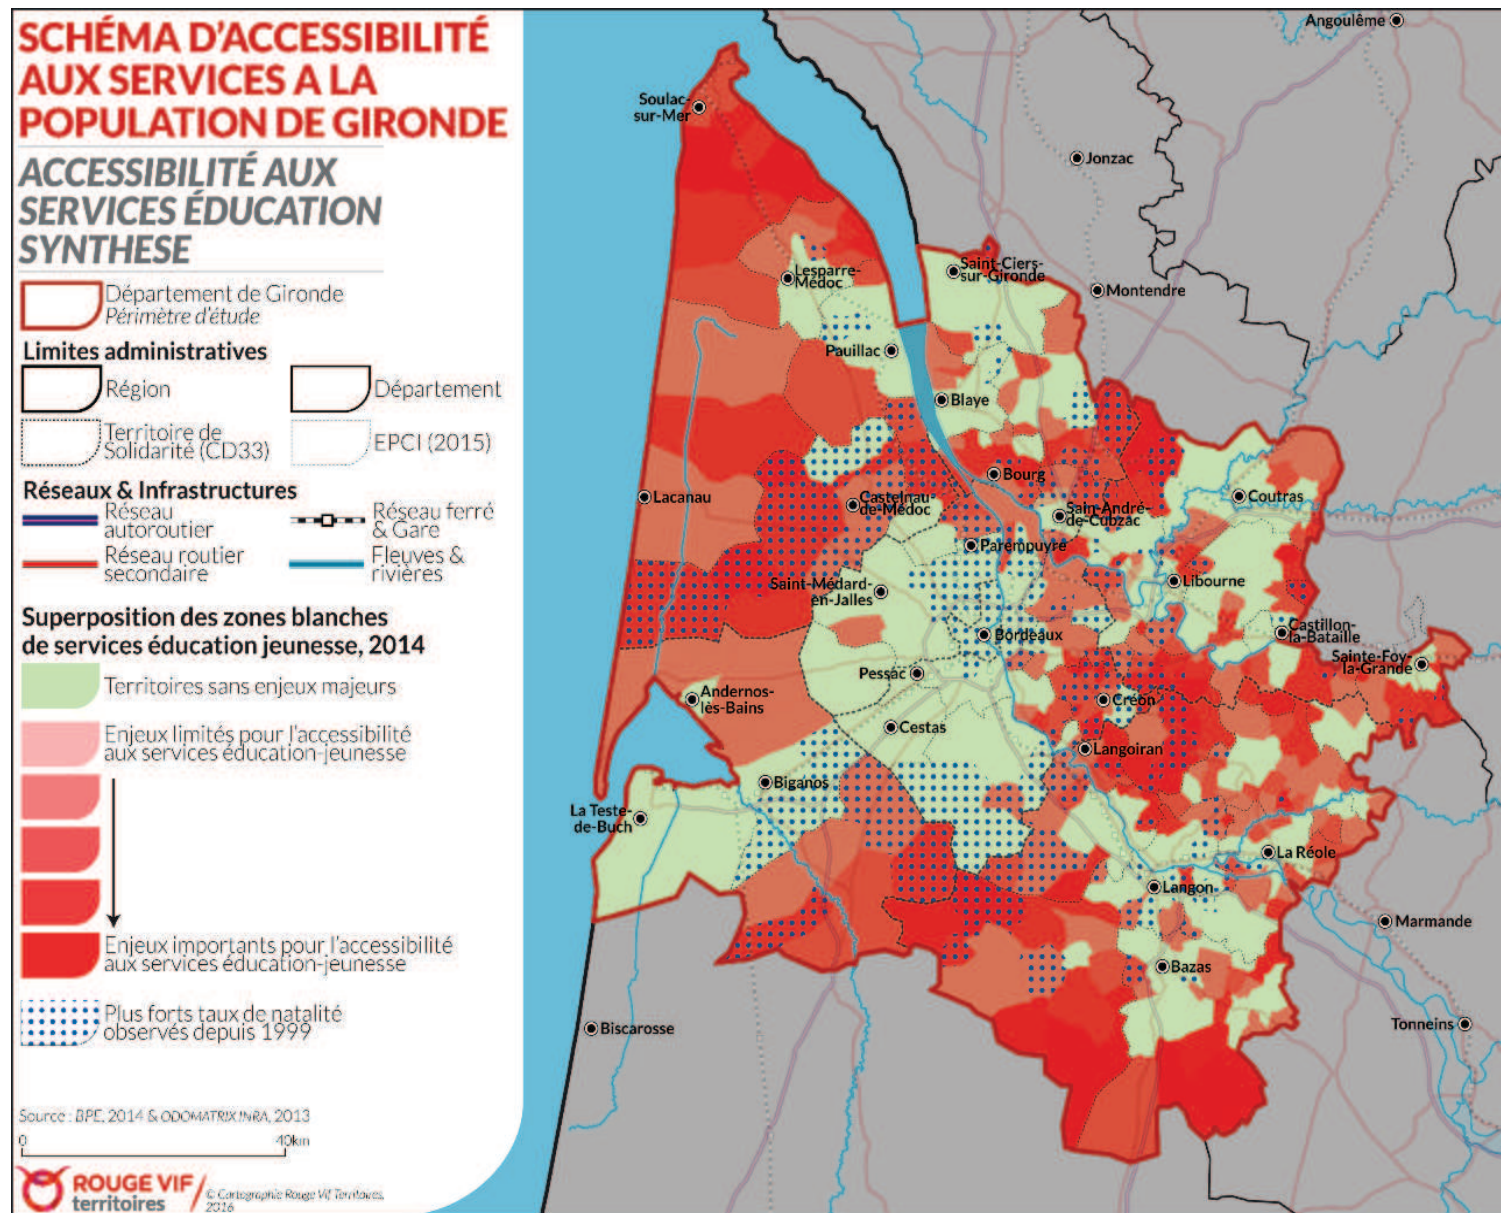 SCHÉMA D'ACCESSIBILITÉ
AUX SERVICES A LA
POPULATION DE GIRONDE
ACCESSIBILITÉ AUX
SERVICES ÉDUCATION
SYNTHESE
Département de Gironde
Périmètre d'étude
Limites administratives
Région
Département
Territoire de
Solidarité (CD33)
EPCI (2015)
Réseaux & Infrastructures
Réseau
autoroutier
Réseau ferré
& Gare
Réseau routier
secondaire
Fleuves &
rivières
Superposition des zones blanches
de services éducation jeunesse, 2014
Territoires sans enjeux majeurs
Enjeux limités pour l'accessibilité
aux services éducation-jeunesse
Enjeux importants pour l'accessibilité
aux services éducation-jeunesse
Plus forts taux de natalité
observés depuis 1999
Source : BPE, 2014 & ODOMATRIX INRA, 2013
0
40km
ROUGE VIF
territoires
© Cartographie Rouge Vif Territoires,
2016
Angoulême
Soulac-
sur-Mer
Jonzac
Lesparre-
Médoc
Saint-Ciers-
sur-Gironde
Montendre
Pauillac
Blaye
Bourg
Lacanau
Castelnau-
de-Médoc
Coutras
Sain-André-
de-Cubzac
Parempuyre
Saint-Médard-
en-Jalles
Libourne
Bordeaux
Castillon-
la-Bataille
Sainte-Foy-
la-Grande
Pessac
Andernos-
lès-Bains
Créon
Cestas
Langoiran
Biganos
La Teste-
de-Buch
La Réole
Langon
Marmande
Bazas
Biscarosse
Tonneins